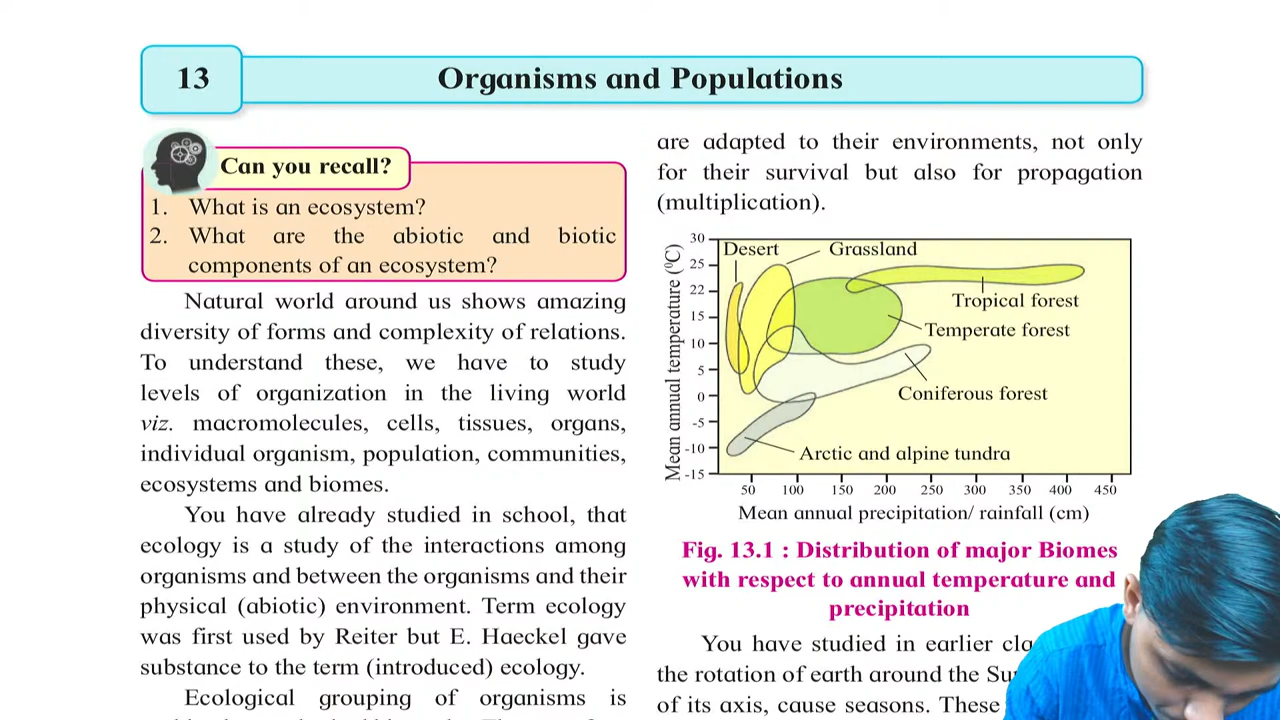 13
Organisms and Populations
Can you recall?
1. What is an ecosystem?
2. What are the abiotic and biotic
components of an ecosystem?
Natural world around us shows amazing
diversity of forms and complexity of relations.
To understand these, we have to study
levels of organization in the living world
viz. macromolecules, cells, tissues, organs,
individual organism, population, communities,
ecosystems and biomes.
You have already studied in school, that
ecology is a study of the interactions among
organisms and between the organisms and their
physical (abiotic) environment. Term ecology
was first used by Reiter but E. Haeckel gave
substance to the term (introduced) ecology.
Ecological grouping of organisms is
are adapted to their environments, not only
for their survival but also for propagation
(multiplication).
Mean annual temperature (⁰C)
30
25
22
15
10
5
0
-5
-10
-15
Desert
Grassland
Tropical forest
Temperate forest
Coniferous forest
Arctic and alpine tundra
50 100 150 200 250 300 350 400 450
Mean annual precipitation/ rainfall (cm)
Fig. 13.1 : Distribution of major Biomes
with respect to annual temperature and
precipitation
You have studied in earlier
the rotation of earth around the
of its axis, cause seasons. These